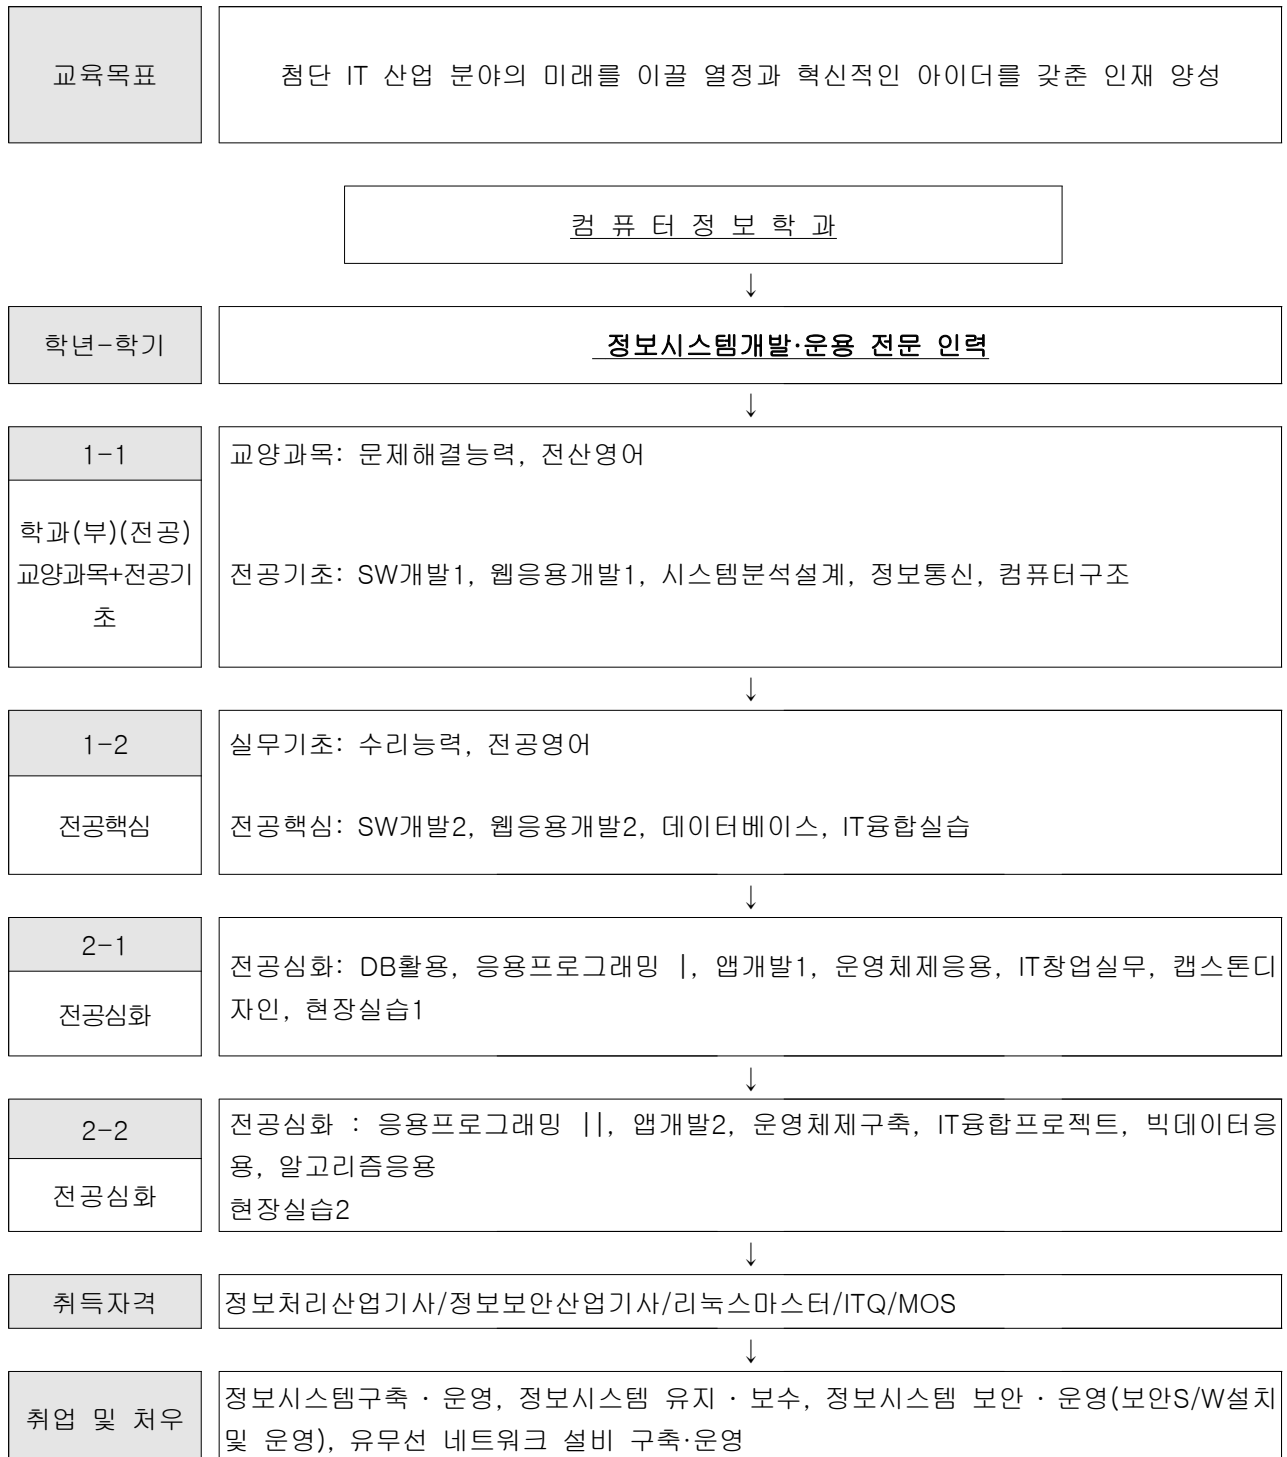 교육목표
첨단 IT 산업 분야의 미래를 이끌 열정과 혁신적인 아이더를 갖춘 인재 양성
컴 퓨 터 정 보 학 과
↓
학년-학기
정보시스템개발·운용 전문 인력
↓
1-1
교양과목: 문제해결능력, 전산영어
학과(부)(전공)
교양과목+전공기
초
전공기초: SW개발1, 웹응용개발1, 시스템분석설계, 정보통신, 컴퓨터구조
↓
1-2
실무기초: 수리능력, 전공영어
전공핵심
전공핵심: SW개발2, 웹응용개발2, 데이터베이스, IT융합실습
↓
2-1
전공심화
전공심화: DB활용, 응용프로그래밍 |, 앱개발1, 운영체제응용, IT창업실무, 캡스톤디
자인, 현장실습1
↓
2-2
전공심화
전공심화 : 응용프로그래밍 ||, 앱개발2, 운영체제구축, IT융합프로젝트, 빅데이터응
용, 알고리즘응용
현장실습2
↓
취득자격
정보처리산업기사/정보보안산업기사/리눅스마스터/ITQ/MOS
↓
취업 및 처우
정보시스템구축 · 운영, 정보시스템 유지 · 보수, 정보시스템 보안 · 운영(보안S/W설치
및 운영), 유무선 네트워크 설비 구축·운영